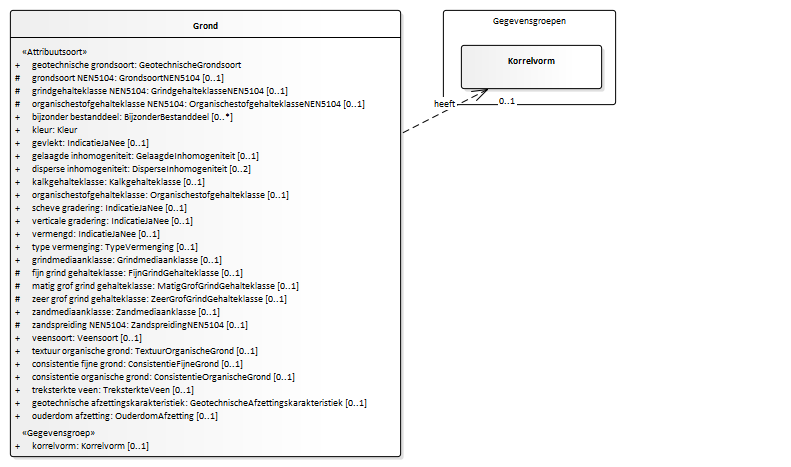 Grond
«Attribuutsoort»
+ geotechnische grondsoort: GeotechnischeGrondsoort
# grondsoort NEN5104: GrondsoortNEN5104 [0..1]
# grindgehalteklasse NEN5104: GrindgehalteklasseNEN5104 [0..1]
# organischestofgehalteklasse NEN5104: OrganischestofgehalteklasseNEN5104 [0..1]
+ bijzonder bestanddeel: BijzonderBestanddeel [0..*]
+ kleur: Kleur
+ gevlekt: IndicatieJaNee [0..1]
+ gelaagde inhomogeniteit: GelaagdeInhomogeniteit [0..1]
+ disperse inhomogeniteit: DisperseInhomogeniteit [0..2]
+ kalkgehalteklasse: Kalkgehalteklasse [0..1]
+ organischestofgehalteklasse: Organischestofgehalteklasse [0..1]
+ scheve gradering: IndicatieJaNee [0..1]
+ verticale gradering: IndicatieJaNee [0..1]
+ vermengd: IndicatieJaNee [0..1]
+ type vermenging: TypeVermenging [0..1]
+ grindmediaanklasse: Grindmediaanklasse [0..1]
# fijn grind gehalteklasse: FijnGrindGehalteklasse [0..1]
# matig grof grind gehalteklasse: MatigGrofGrindGehalteklasse [0..1]
# zeer grof grind gehalteklasse: ZeerGrofGrindGehalteklasse [0..1]
+ zandmediaanklasse: Zandmediaanklasse [0..1]
# zandspreiding NEN5104: ZandspreidingNEN5104 [0..1]
+ veensoort: Veensoort [0..1]
+ textuur organische grond: TextuurOrganischeGrond [0..1]
+ consistentie fijne grond: ConsistentieFijneGrond [0..1]
+ consistentie organische grond: ConsistentieOrganischeGrond [0..1]
+ treksterkte veen: TreksterkteVeen [0..1]
+ geotechnische afzettingskarakteristiek: GeotechnischeAfzettingskarakteristiek [0..1]
+ ouderdom afzetting: OuderdomAfzetting [0..1]
«Gegevensgroep»
+ korrelvorm: Korrelvorm [0..1]
Gegevensgroepen
Korrelvorm
heeft
0..1